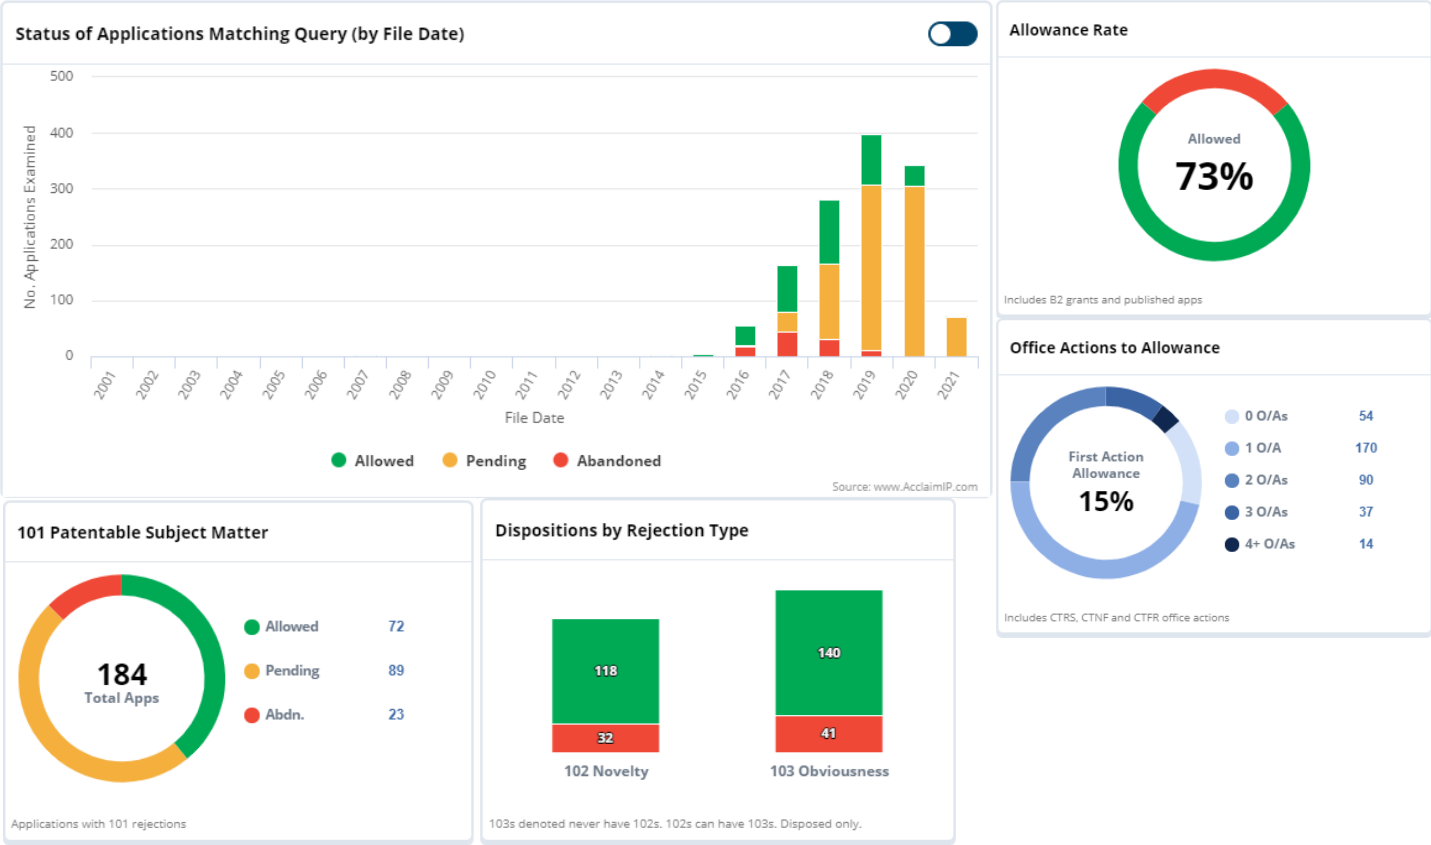 Status of Applications Matching Query (by File Date)
No. Applications Examined
500
400
300
200
100
0
2001
2002
2003
2004
2005
2006
2007
2008
2009
2010
2011
2012
2013
2014
2015
2016
2017
2018
2019
2020
2021
File Date
Allowed
Pending
Abandoned
Source: www.AcclaimIP.com
Allowance Rate
Allowed
73%
Includes B2 grants and published apps
Office Actions to Allowance
First Action
Allowance
15%
0 O/As 54
1 O/A 170
2 O/As 90
3 O/As 37
4+ O/As 14
Includes CTRS, CTNF and CTFR office actions
101 Patentable Subject Matter
184
Total Apps
Allowed 72
Pending 89
Abdn. 23
Applications with 101 rejections
Dispositions by Rejection Type
118
32
102 Novelty
140
41
103 Obviousness
103s denoted never have 102s. 102s can have 103s. Disposed only.